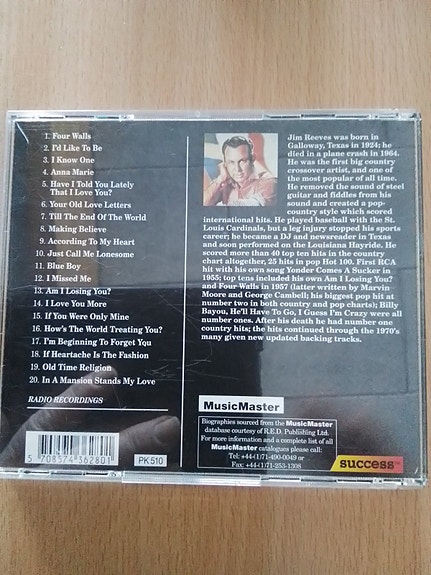 1. Four Walls
2. I'd Like To Be
3. I Know One
4. Anna Marie
5. Have I Told You Lately
That I Love You?
6. Your Old Love Letters
7. Till The End Of The World
8. Making Believe
9. According To My Heart
10. Just Call Me Lonesome
11. Blue Boy
12. I Missed Me
13. Am I Losing You?
14. I Love You More
15. If You Were Only Mine
16. How's The World Treating You?
17. I'm Beginning To Forget You
18. If Heartache Is The Fashion
19. Old Time Religion
20. In A Mansion Stands My Love
RADIO RECORDINGS
5 708574 362801
PK 510
Jim Reeves was born in
Galloway, Texas in 1924; he
died in a plane crash in 1964.
He was the first big country
crossover artist, and one of
the most popular of all time.
He removed the sound of steel
guitar and fiddles from his
sound and created a pop-
country style which scored
international hits. He played baseball with the St.
Louis Cardinals, but a leg injury stopped his sports
career; he became a DJ and newsreader in Texas
and soon performed on the Louisiana Hayride. He
scored more than 40 top ten hits in the country
chart altogether, 25 hits in pop Hot 100. First RCA
hit with his own song Yonder Comes A Sucker in
1955; top tens included his own Am I Losing You?
and Four Walls in 1957 (latter written by Marvin
Moore and George Cambell; his biggest pop hit at
number two in both country and pop charts); Billy
Bayou, He'll Have To Go, I Guess I'm Crazy were all
number ones. After his death he had number one
country hits; the hits continued through the 1970's
many given new updated backing tracks.
MusicMaster
Biographies sourced from the MusicMaster
database courtesy of R.E.D. Publishing Ltd.
For more information and a complete list of all
MusicMaster catalogues please call:
Tel: +44-(1)71-490-0049 or
Fax: +44-(1)71-253-1308
success™